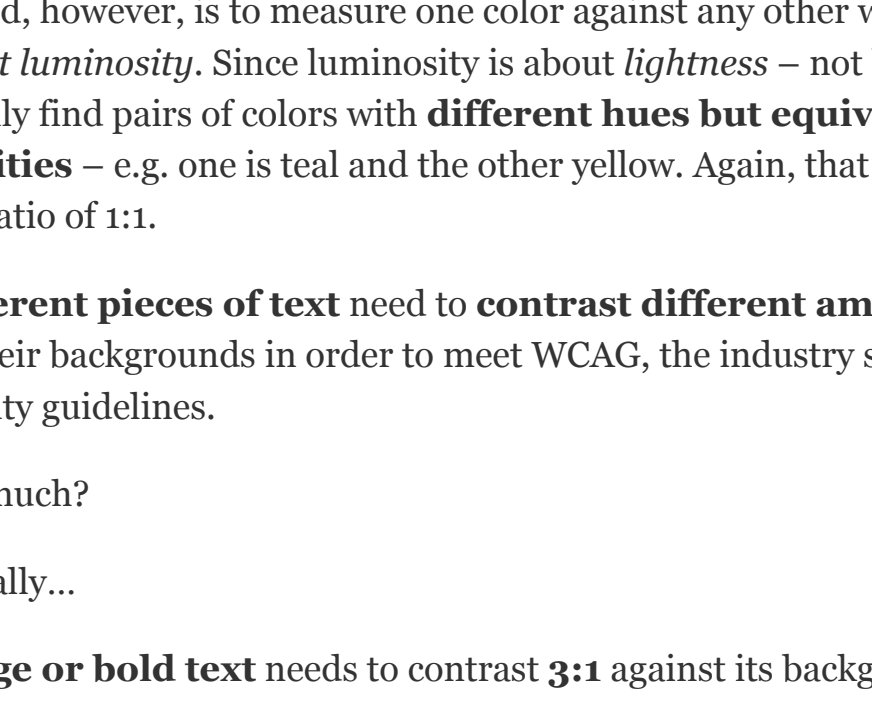 d, however, is to measure one color against any other w
t luminosity. Since luminosity is about lightness – not
ly find pairs of colors with different hues but equiv
ities – e.g. one is teal and the other yellow. Again, that
atio of 1:1.
erent pieces of text need to contrast different am
eir backgrounds in order to meet WCAG, the industry s
ity guidelines.
much?
ally…
ge or bold text needs to contrast 3:1 against its backg